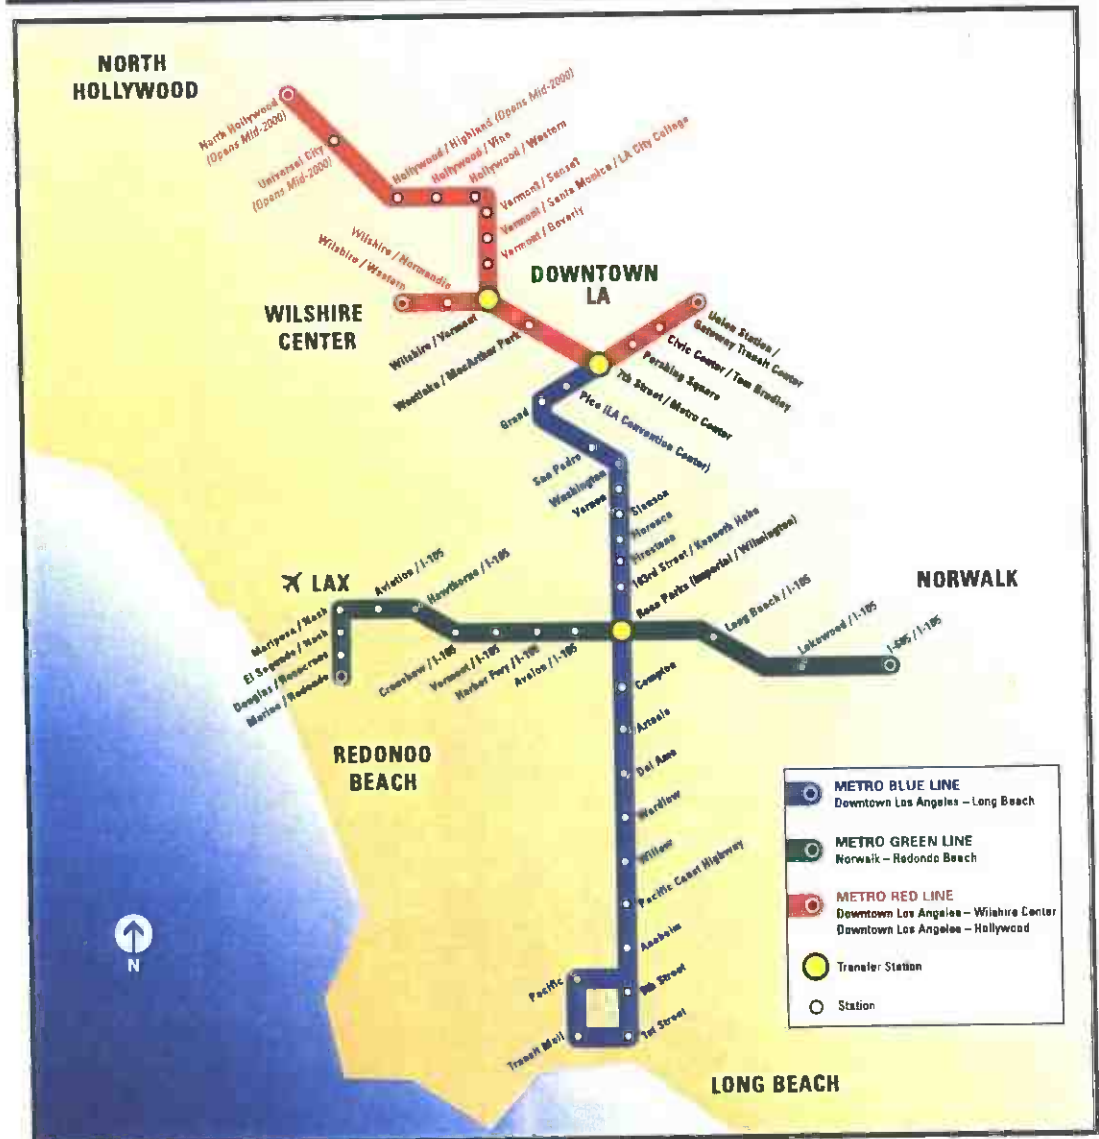 NORTH
HOLLYWOOD
North Hollywood
(Opens Mid-2000)
Universal City
(Opens Mid-2000)
Hollywood / Highland (Opens Mid-2000)
Hollywood / Vine
Hollywood / Western
Vermont / Sunset
Vermont / Santa Monica / LA City College
Vermont / Beverly
Wilshire / Normandie
Wilshire / Western
DOWNTOWN
LA
WILSHIRE
CENTER
Wilshire / Vermont
Westlake / MacArthur Park
Union Station /
Gateway Transit Center
Civic Center / Tom Bradley
Pershing Square
7th Street / Metro Center
Pico (LA Convention Center)
Grand
San Pedro
Washington
Vernon
Slauson
Florence
Firestone
103rd Street / Kenneth Hahn
Rosa Parks (Imperial / Wilmington)
LAX
Aviation / I-105
Hawthorne / I-105
NORWALK
Mariposa / Nash
El Segundo / Nash
Douglas / Rosecrans
Marine / Redondo
Crenshaw / I-105
Vermont / I-105
Harbor Fwy / I-105
Avalon / I-105
Long Beach / I-105
Lakewood / I-105
I-605 / I-105
Compton
Artesia
Del Amo
Wardlow
Willow
Pacific Coast Highway
Anaheim
5th Street
1st Street
Pacific
Transit Mall
REDONDO
BEACH
LONG BEACH
N
METRO BLUE LINE
Downtown Los Angeles – Long Beach
METRO GREEN LINE
Norwalk – Redondo Beach
METRO RED LINE
Downtown Los Angeles – Wilshire Center
Downtown Los Angeles – Hollywood
Transfer Station
Station